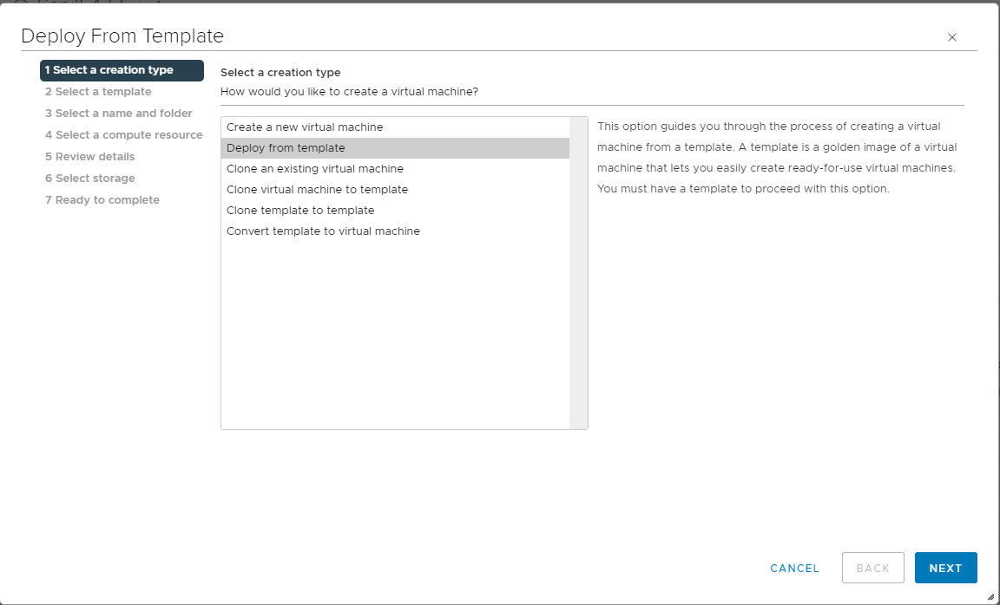 Deploy From Template
1 Select a creation type
2 Select a template
3 Select a name and folder
4 Select a compute resource
5 Review details
6 Select storage
7 Ready to complete
Select a creation type
How would you like to create a virtual machine?
Create a new virtual machine
Deploy from template
Clone an existing virtual machine
Clone virtual machine to template
Clone template to template
Convert template to virtual machine
This option guides you through the process of creating a virtual
machine from a template. A template is a golden image of a virtual
machine that lets you easily create ready-for-use virtual machines.
You must have a template to proceed with this option.
CANCEL
BACK
NEXT